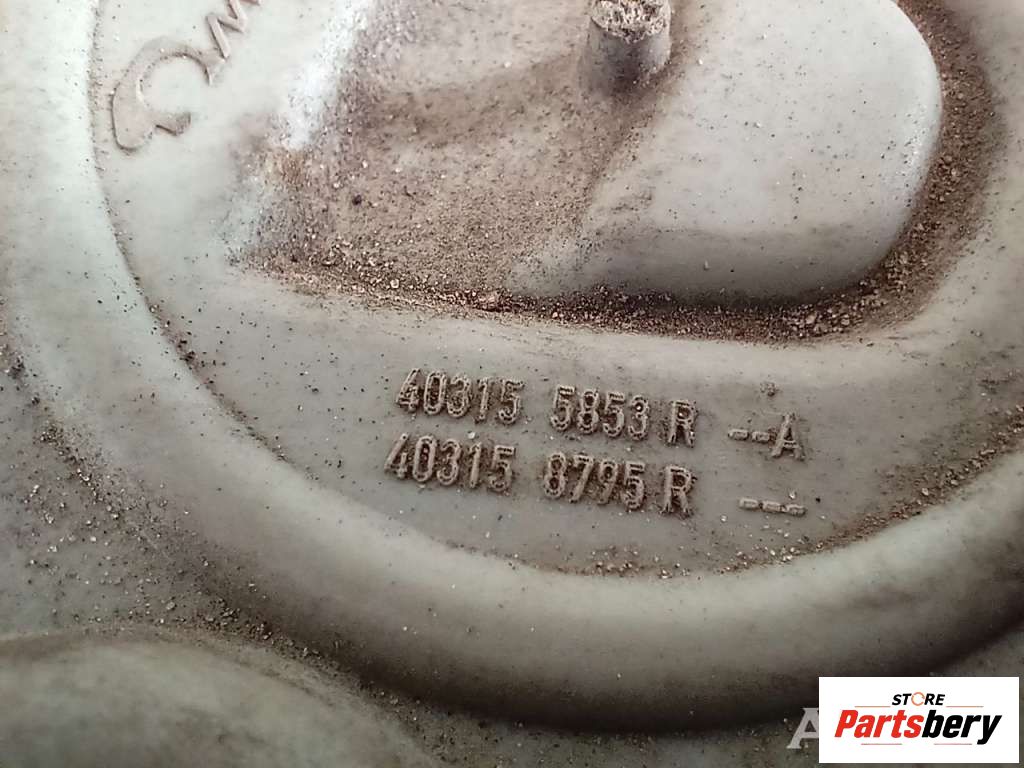 40315 5853 R --A
40315 8795 R ---
STORE
Partsbery